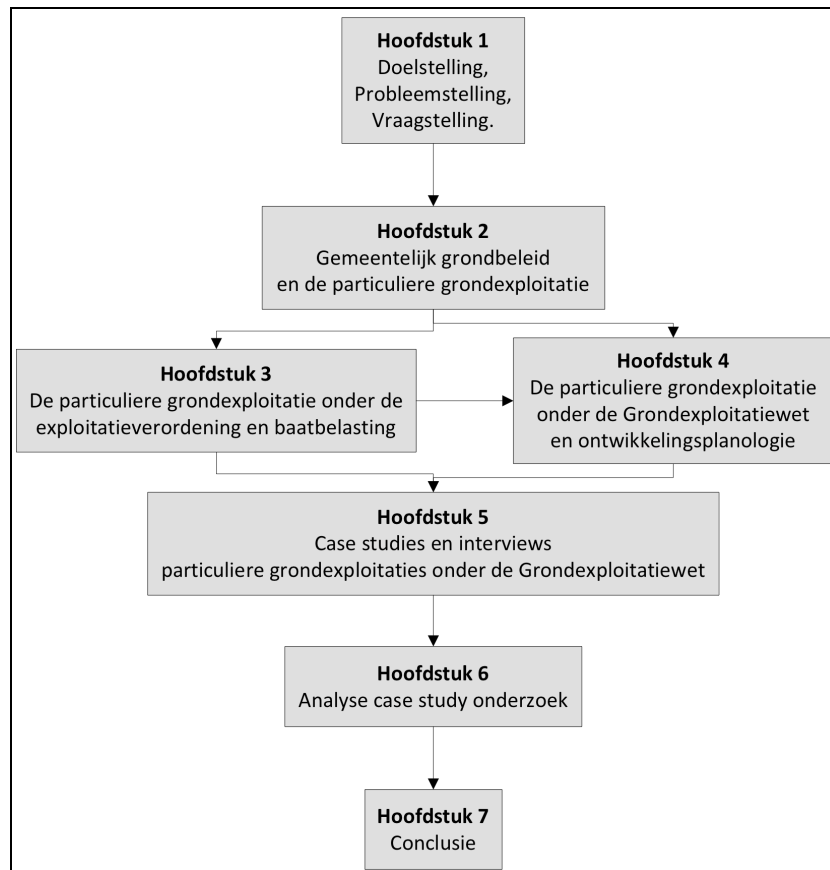 Hoofdstuk 1
Doelstelling,
Probleemstelling,
Vraagstelling.
Hoofdstuk 2
Gemeentelijk grondbeleid
en de particuliere grondexploitatie
Hoofdstuk 3
De particuliere grondexploitatie onder de
exploitatieverordening en baatbelasting
Hoofdstuk 4
De particuliere grondexploitatie
onder de Grondexploitatiewet
en ontwikkelingsplanologie
Hoofdstuk 5
Case studies en interviews
particuliere grondexploitaties onder de Grondexploitatiewet
Hoofdstuk 6
Analyse case study onderzoek
Hoofdstuk 7
Conclusie